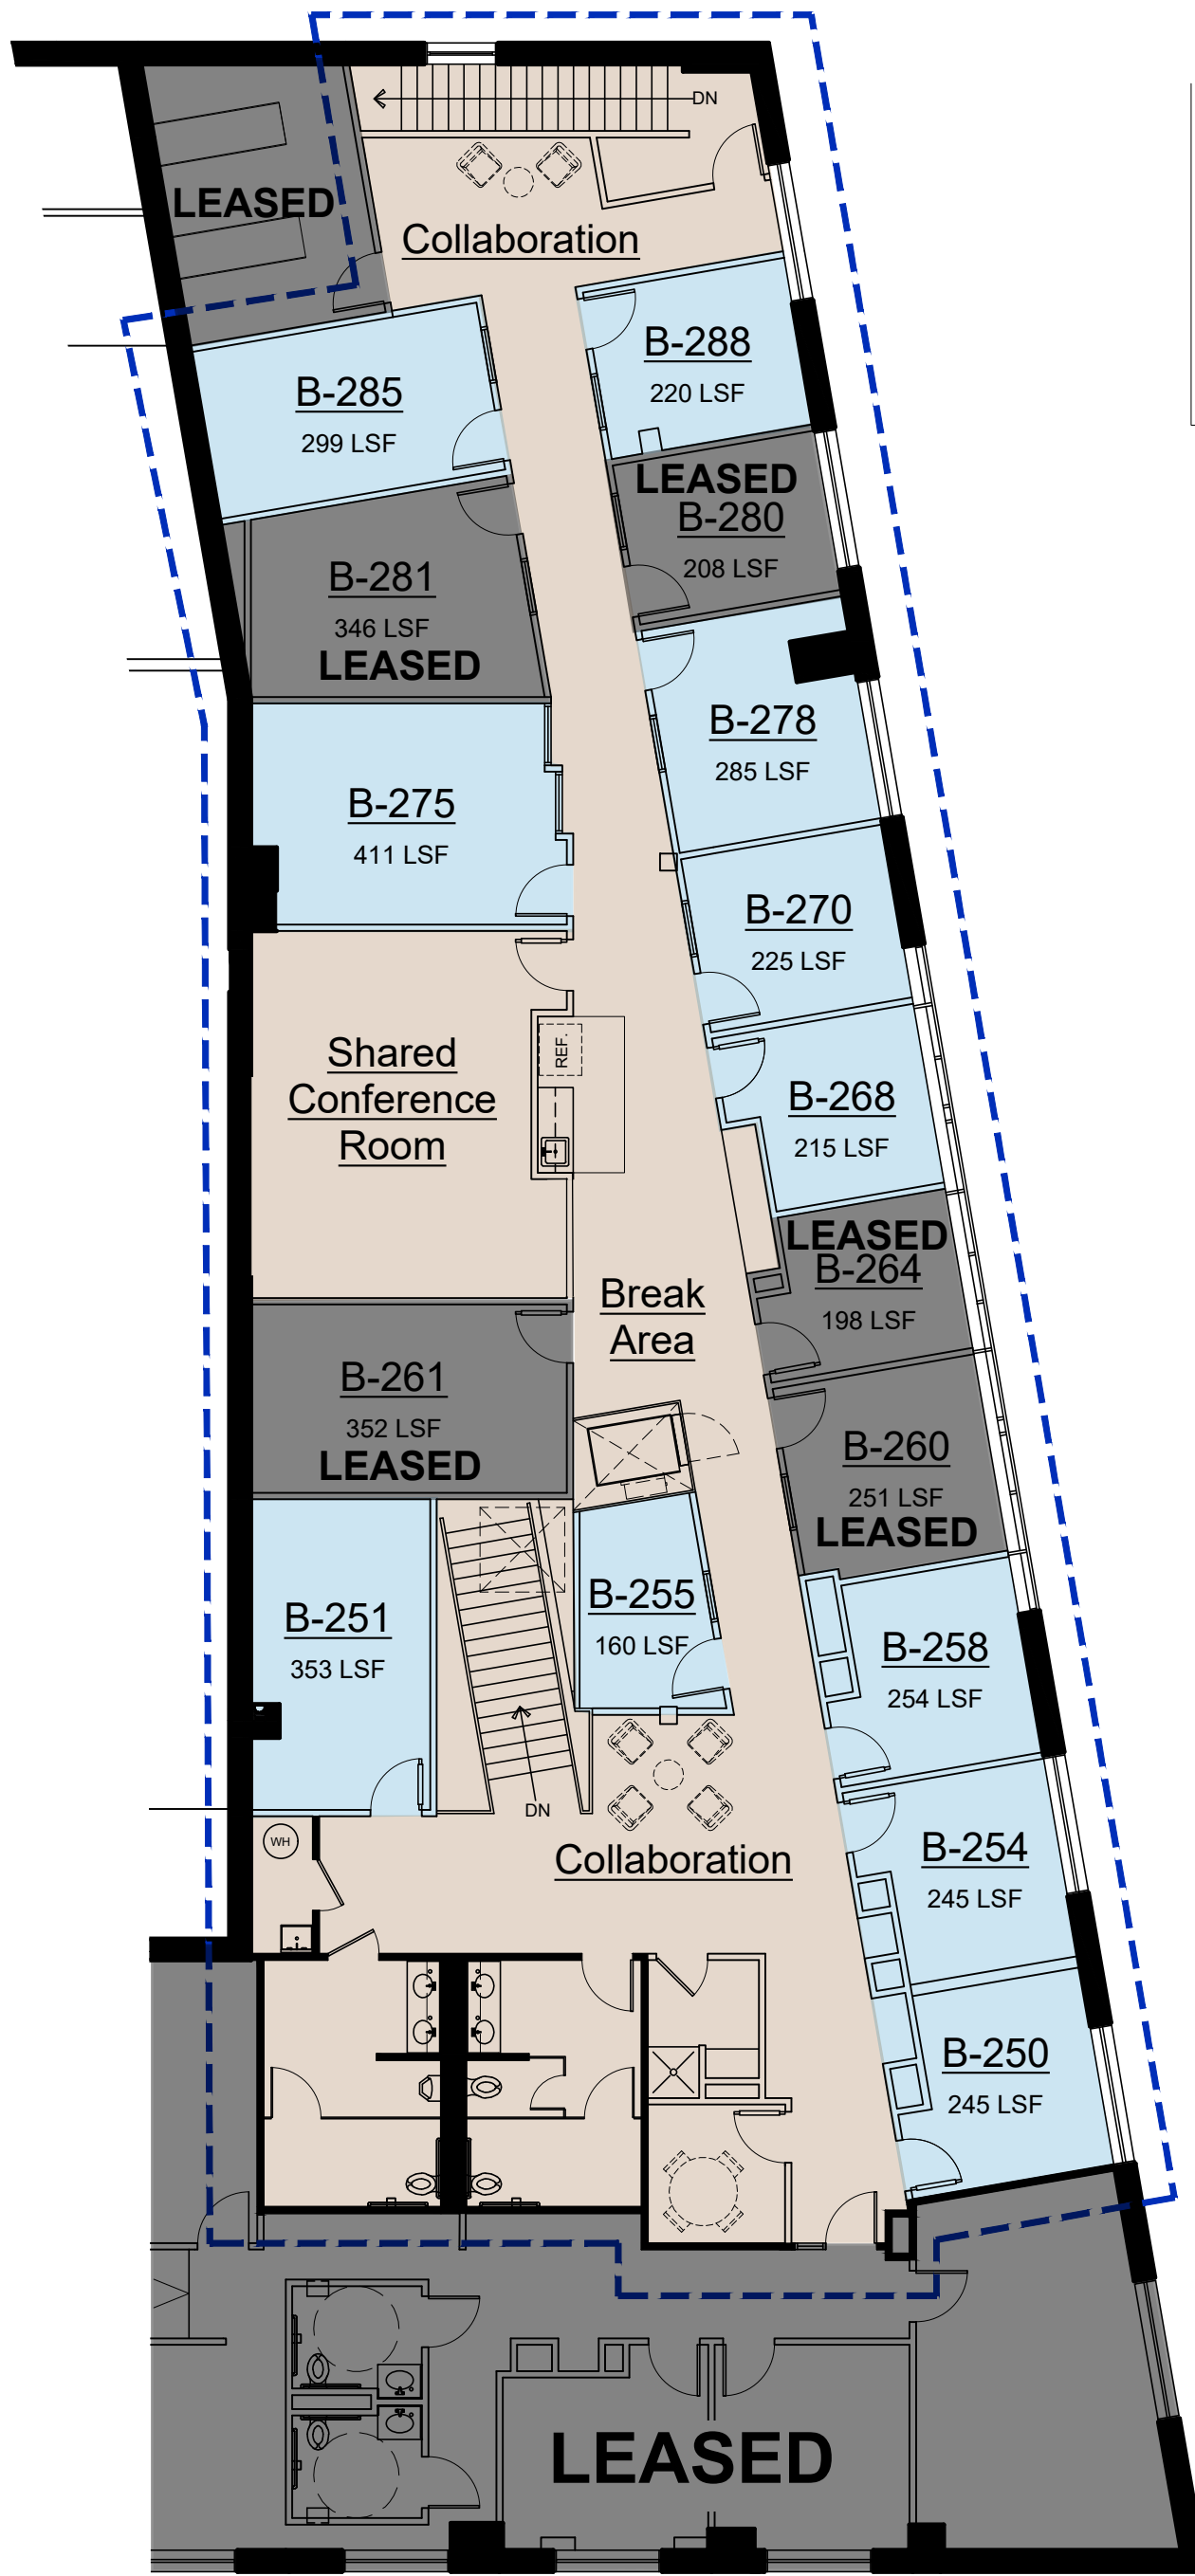 DN
LEASED
Collaboration
B-288
220 LSF
B-285
299 LSF
LEASED
B-280
208 LSF
B-281
346 LSF
LEASED
B-278
285 LSF
B-275
411 LSF
B-270
225 LSF
REF.
Shared
Conference
Room
B-268
215 LSF
LEASED
B-264
198 LSF
Break
Area
B-261
352 LSF
LEASED
B-260
251 LSF
LEASED
B-255
160 LSF
B-251
353 LSF
B-258
254 LSF
DN
WH
Collaboration
B-254
245 LSF
B-250
245 LSF
LEASED